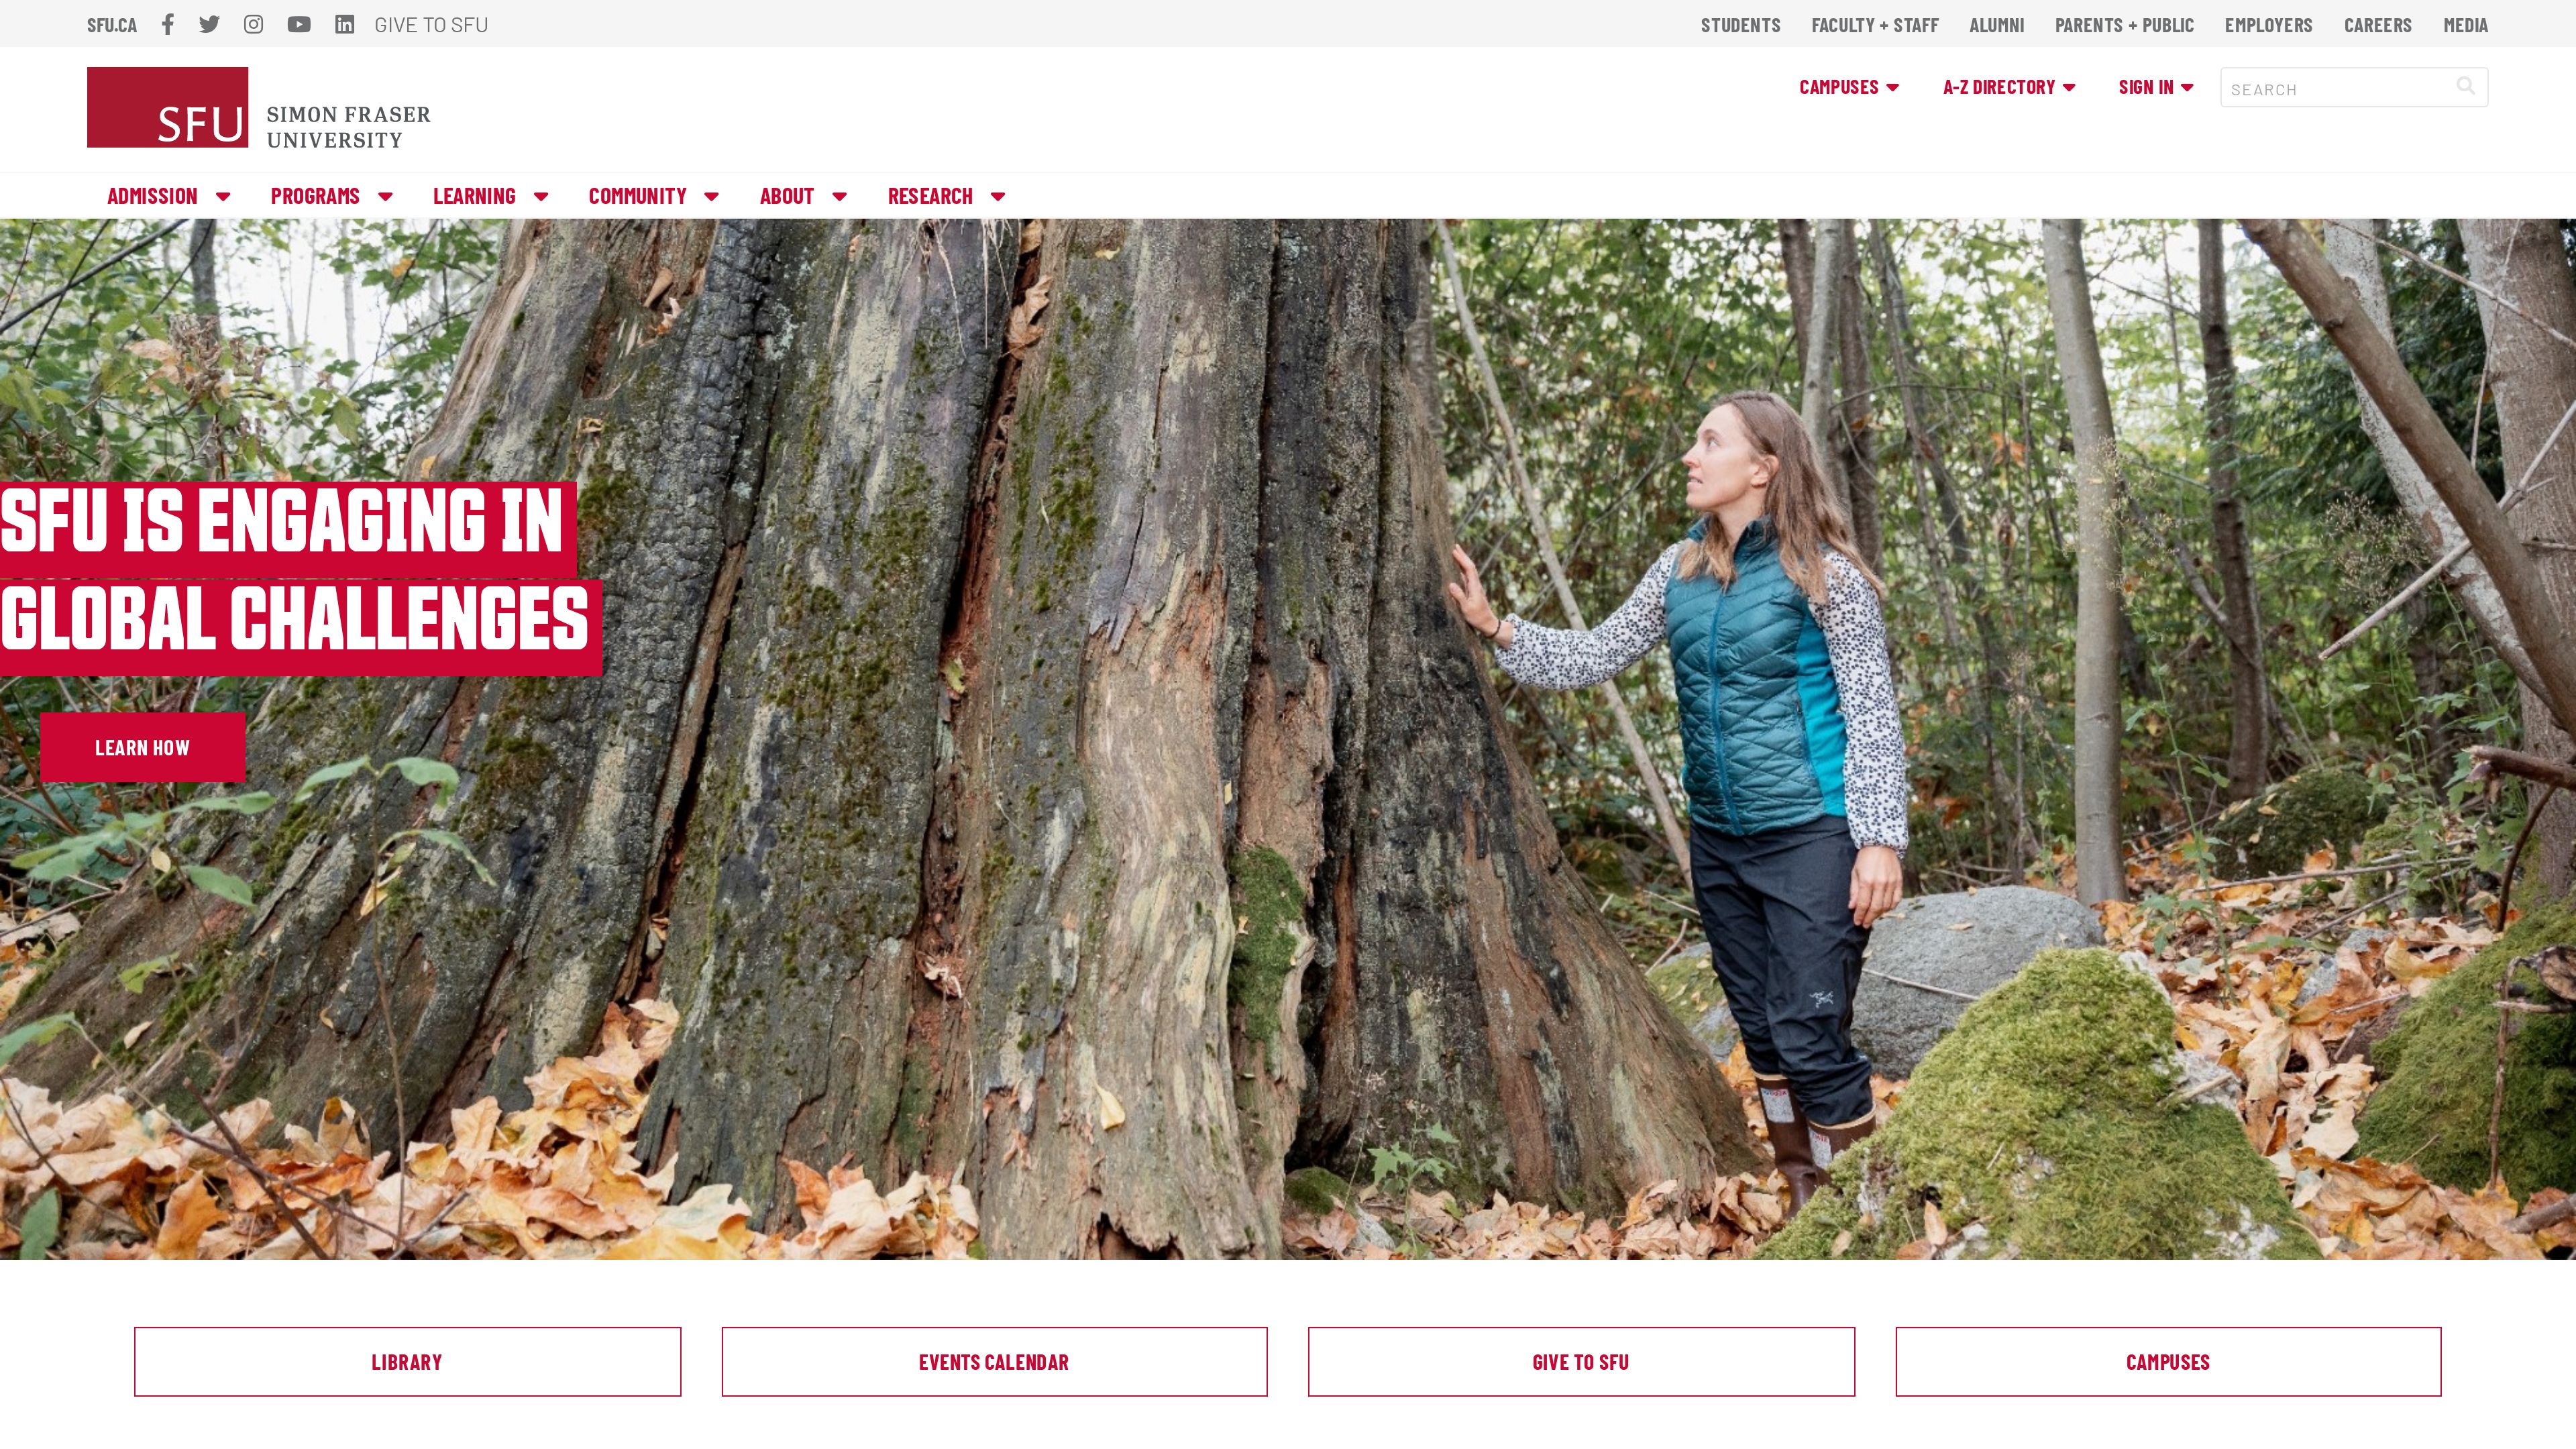 SFU.CA GIVE TO SFU STUDENTS FACULTY + STAFF ALUMNI PARENTS + PUBLIC EMPLOYERS CAREERS MEDIA
SFU SIMON FRASER
UNIVERSITY
CAMPUSES A-Z DIRECTORY SIGN IN SEARCH
ADMISSION PROGRAMS LEARNING COMMUNITY ABOUT RESEARCH
SFU IS ENGAGING IN
GLOBAL CHALLENGES
LEARN HOW
LIBRARY EVENTS CALENDAR GIVE TO SFU CAMPUSES